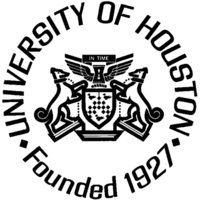 UNIVERSITY OF HOUSTON
IN TIME
• Founded 1927 •